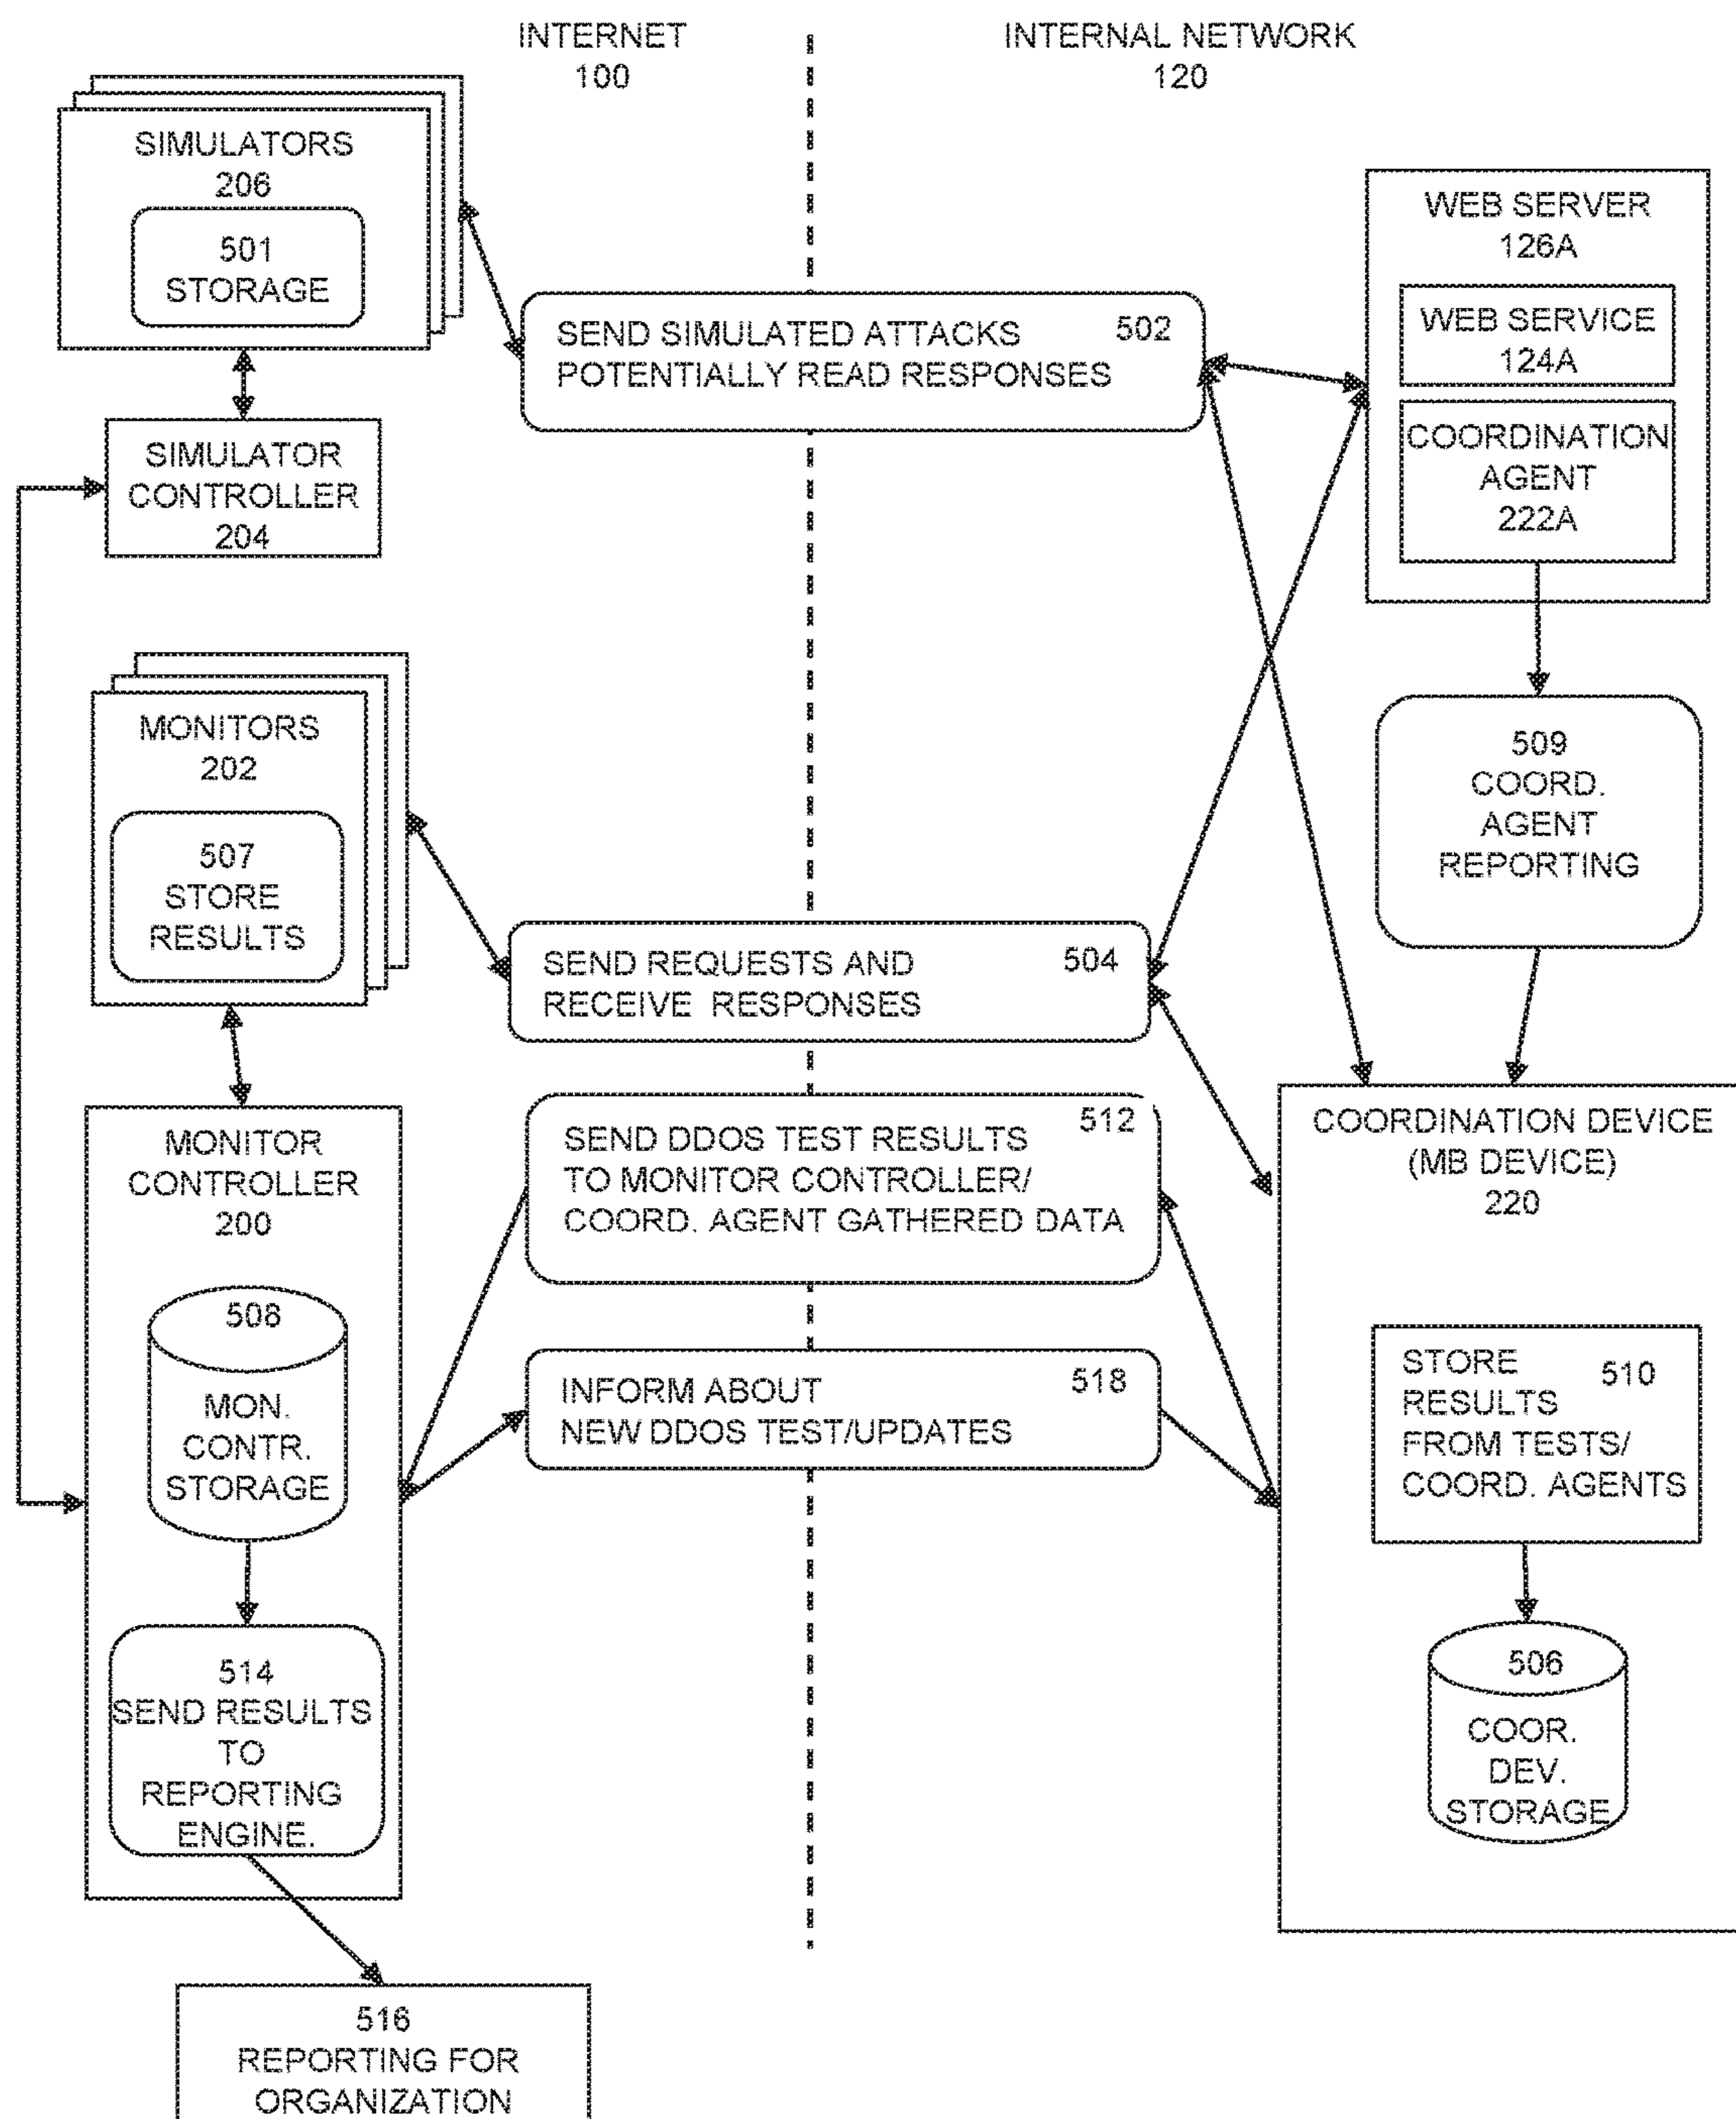 INTERNET
100
INTERNAL NETWORK
120
SIMULATORS
206
501
STORAGE
SIMULATOR
CONTROLLER
204
SEND SIMULATED ATTACKS
POTENTIALLY READ RESPONSES
502
WEB SERVER
126A
WEB SERVICE
124A
COORDINATION
AGENT
222A
MONITORS
202
507
STORE
RESULTS
SEND REQUESTS AND
RECEIVE RESPONSES
504
509
COORD.
AGENT
REPORTING
MONITOR
CONTROLLER
200
508
MON.
CONTR.
STORAGE
514
SEND RESULTS
TO
REPORTING
ENGINE.
512
SEND DDOS TEST RESULTS
TO MONITOR CONTROLLER/
COORD. AGENT GATHERED DATA
INFORM ABOUT
NEW DDOS TEST/UPDATES
518
COORDINATION DEVICE
(MB DEVICE)
220
STORE
RESULTS
FROM TESTS/
COORD. AGENTS
510
506
COOR.
DEV.
STORAGE
516
REPORTING FOR
ORGANIZATION